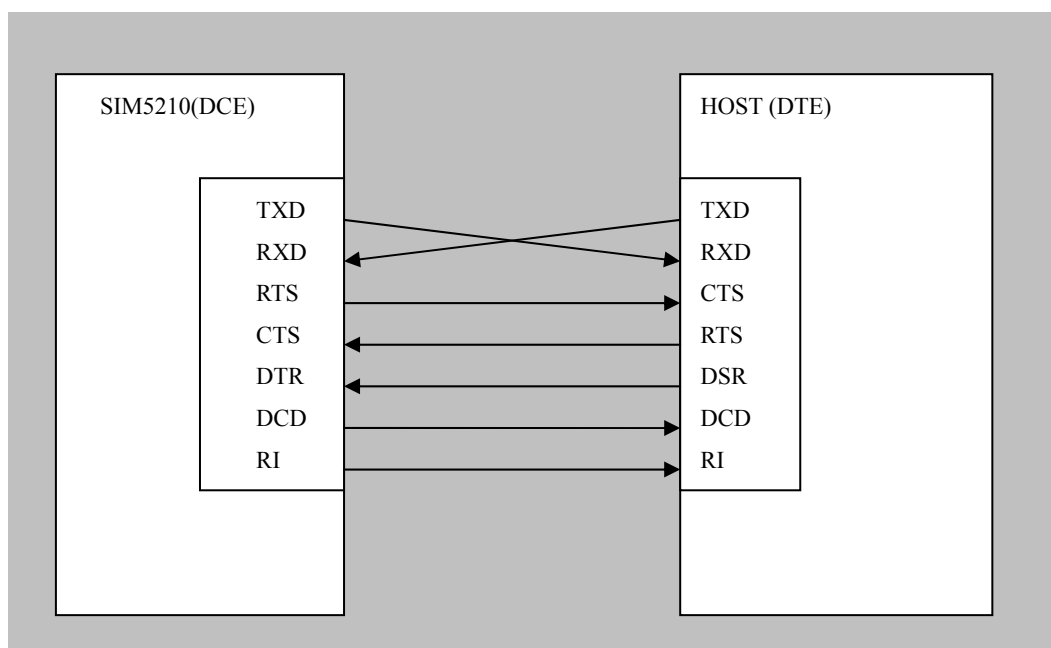 SIM5210(DCE)
TXD
RXD
RTS
CTS
DTR
DCD
RI
HOST (DTE)
TXD
RXD
CTS
RTS
DSR
DCD
RI